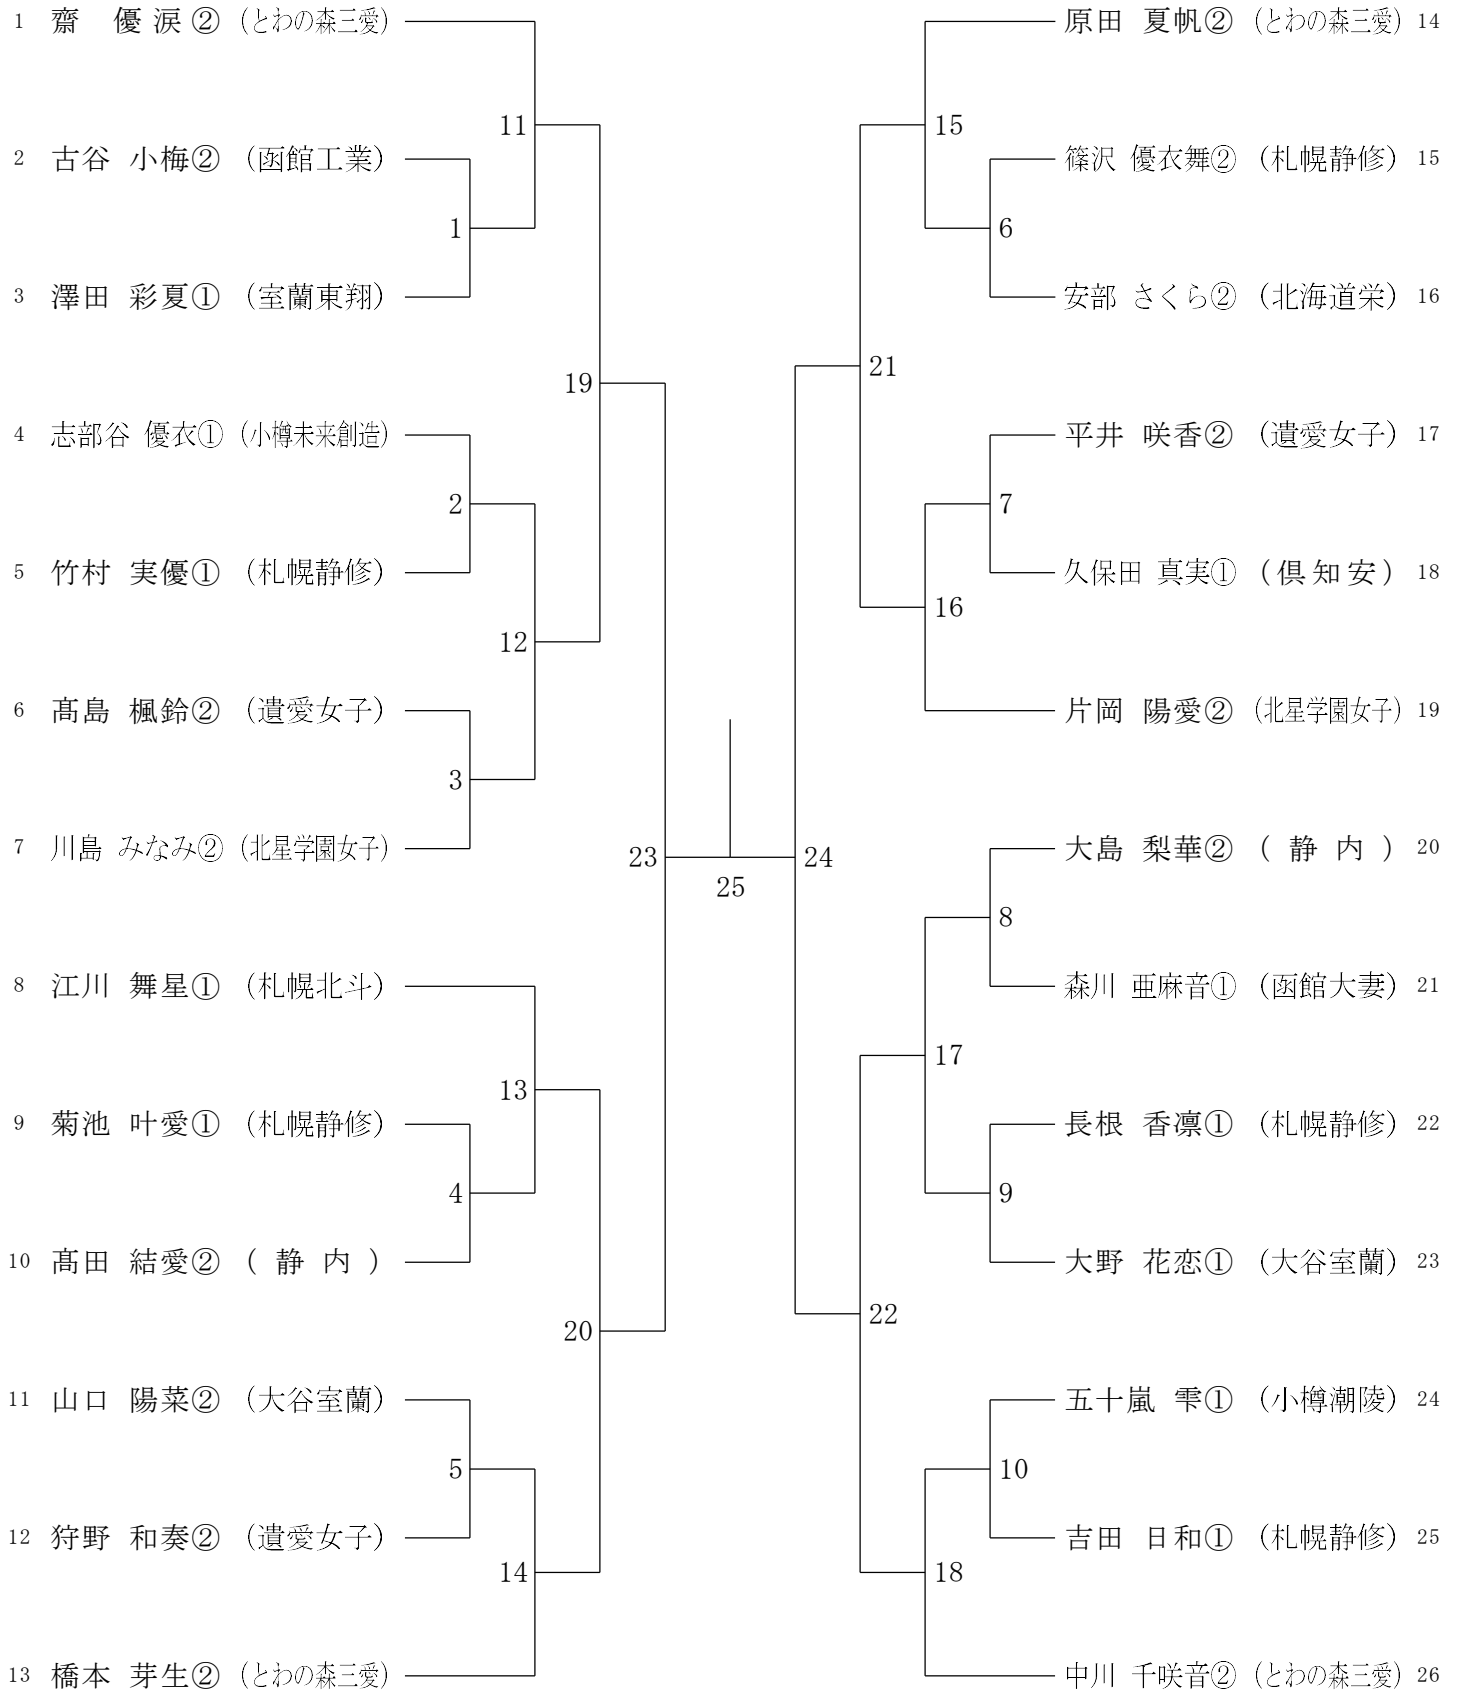 1 齋 優涙② (とわの森三愛)
11
2 古谷 小梅② (函館工業)
1
3 澤田 彩夏① (室蘭東翔)
19
4 志部谷 優衣① (小樽未来創造)
2
5 竹村 実優① (札幌静修)
12
6 髙島 楓鈴② (遺愛女子)
3
7 川島 みなみ② (北星学園女子)
23
8 江川 舞星① (札幌北斗)
13
9 菊池 叶愛① (札幌静修)
4
10 髙田 結愛② (静内)
20
11 山口 陽菜② (大谷室蘭)
5
12 狩野 和奏② (遺愛女子)
14
13 橋本 芽生② (とわの森三愛)
25
原田 夏帆② (とわの森三愛) 14
15
篠沢 優衣舞② (札幌静修) 15
6
安部 さくら② (北海道栄) 16
21
平井 咲香② (遺愛女子) 17
7
久保田 真実① (倶知安) 18
16
片岡 陽愛② (北星学園女子) 19
24
大島 梨華② (静内) 20
8
森川 亜麻音① (函館大妻) 21
17
長根 香凛① (札幌静修) 22
9
大野 花恋① (大谷室蘭) 23
22
五十嵐 雫① (小樽潮陵) 24
10
吉田 日和① (札幌静修) 25
18
中川 千咲音② (とわの森三愛) 26